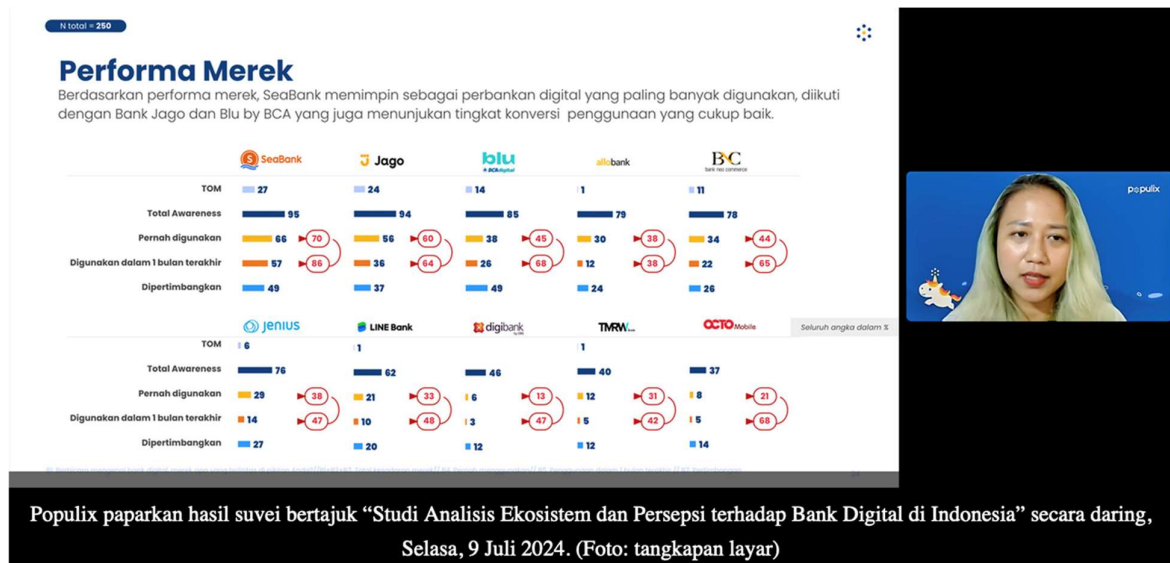 N total = 250
Performa Merek
Berdasarkan performa merek, SeaBank memimpin sebagai perbankan digital yang paling banyak digunakan, diikuti
dengan Bank Jago dan Blu by BCA yang juga menunjukan tingkat konversi penggunaan yang cukup baik.
SeaBank Jago blu allobank BNC
BCAdigital bank neo commerce
TOM 27 24 14 1 11
Total Awareness 95 94 85 79 78
Pernah digunakan 66 70 56 60 38 45 30 38 34 44
Digunakan dalam 1 bulan terakhir 57 86 36 64 26 68 12 38 22 65
Dipertimbangkan 49 37 49 24 26
jenius LINE Bank digibank TMRW OCTO Mobile Seluruh angka dalam %
TOM 6 1 1
Total Awareness 76 62 46 40 37
Pernah digunakan 29 38 21 33 6 13 12 31 8 21
Digunakan dalam 1 bulan terakhir 14 47 10 48 3 47 5 42 5 68
Dipertimbangkan 27 20 12 12 14
populix
Populix paparkan hasil suvei bertajuk “Studi Analisis Ekosistem dan Persepsi terhadap Bank Digital di Indonesia” secara daring,
Selasa, 9 Juli 2024. (Foto: tangkapan layar)